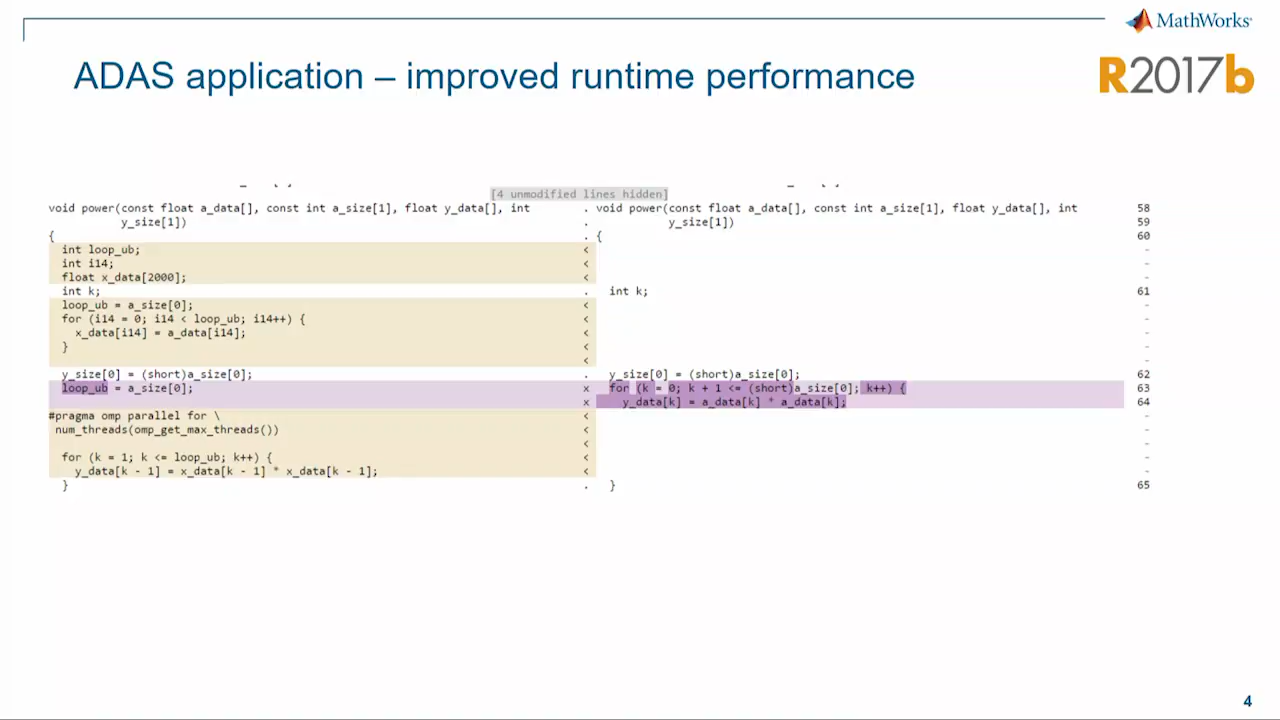 MathWorks
ADAS application – improved runtime performance
R2017b
[4 unmodified lines hidden]
void power(const float a_data[], const int a_size[1], float y_data[], int . void power(const float a_data[], const int a_size[1], float y_data[], int 58
y_size[1]) . y_size[1]) 59
{ . { 60
int loop_ub; < -
int i14; < -
float x_data[2000]; < -
int k; . int k; 61
loop_ub = a_size[0]; < -
for (i14 = 0; i14 < loop_ub; i14++) { < -
x_data[i14] = a_data[i14]; < -
} < -
< -
y_size[0] = (short)a_size[0]; . y_size[0] = (short)a_size[0]; 62
loop_ub = a_size[0]; x for (k = 0; k + 1 <= (short)a_size[0]; k++) { 63
x y_data[k] = a_data[k] * a_data[k]; 64
#pragma omp parallel for \ < -
num_threads(omp_get_max_threads()) < -
< -
for (k = 1; k <= loop_ub; k++) { < -
y_data[k - 1] = x_data[k - 1] * x_data[k - 1]; < -
} . } 65
4